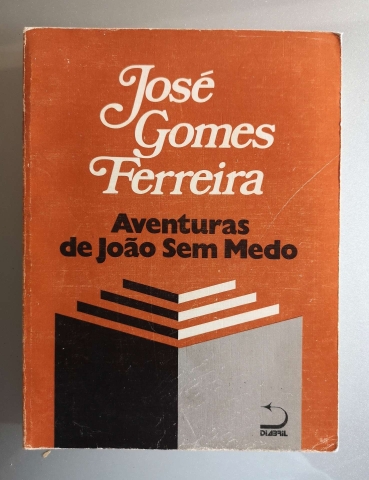 José
Gomes
Ferreira
Aventuras
de João Sem Medo
DIABRIL